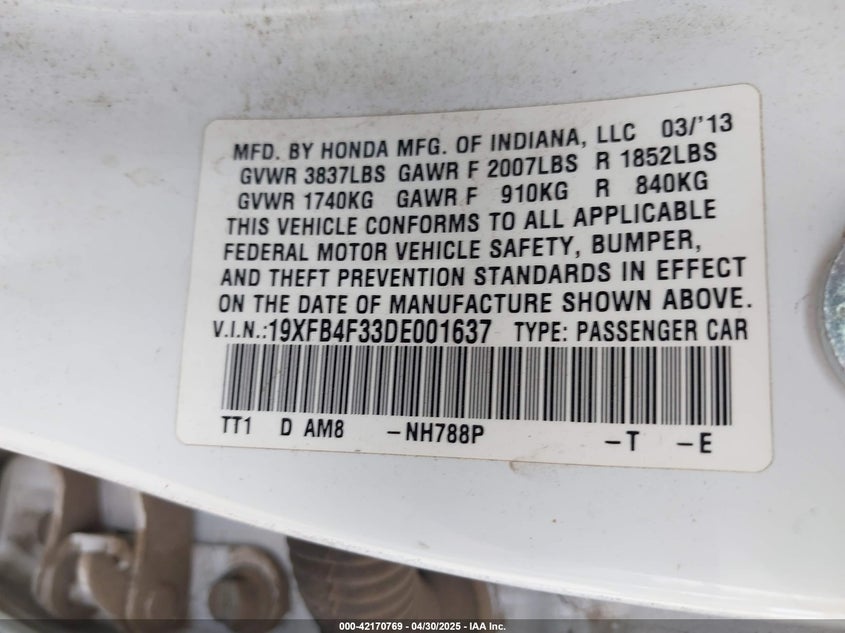 MFD. BY HONDA MFG. OF INDIANA, LLC 03/'13
GVWR 3837LBS GAWR F 2007LBS R 1852LBS
GVWR 1740KG GAWR F 910KG R 840KG
THIS VEHICLE CONFORMS TO ALL APPLICABLE
FEDERAL MOTOR VEHICLE SAFETY, BUMPER,
AND THEFT PREVENTION STANDARDS IN EFFECT
ON THE DATE OF MANUFACTURE SHOWN ABOVE.
V.I.N.:19XFB4F33DE001637 TYPE: PASSENGER CAR
TT1 D AM8 -NH788P -T -E
000-42170769 - 04/30/2025 - IAA Inc.